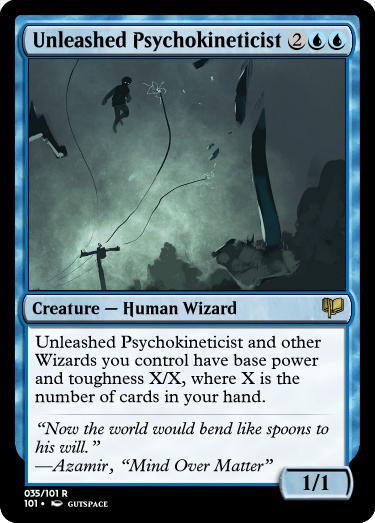 Unleashed Psychokineticist 2
Creature — Human Wizard
Unleashed Psychokineticist and other
Wizards you control have base power
and toughness X/X, where X is the
number of cards in your hand.
“Now the world would bend like spoons to
his will.”
—Azamir, “Mind Over Matter”
1/1
035/101 R
101 • GUTSPACE